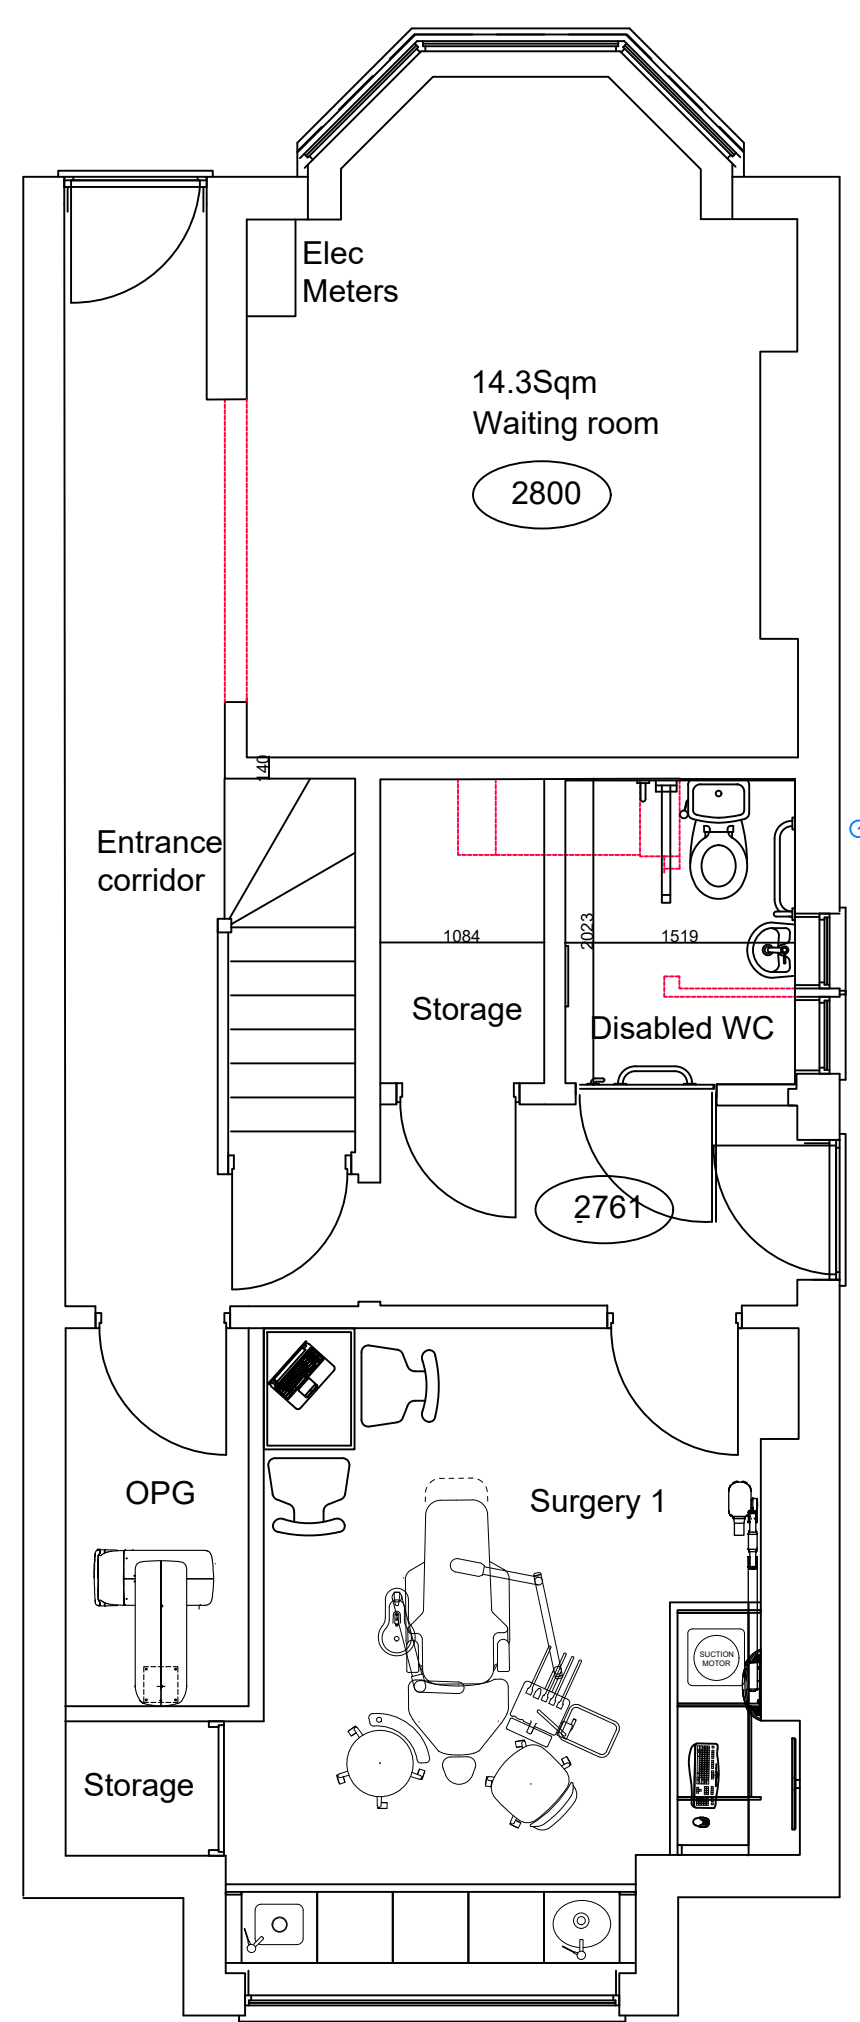 Elec
Meters
14.3Sqm
Waiting room
2800
140
Entrance
corridor
1084
2023
1519
Storage
Disabled WC
2761
OPG
Surgery 1
SUCTION
MOTOR
Storage